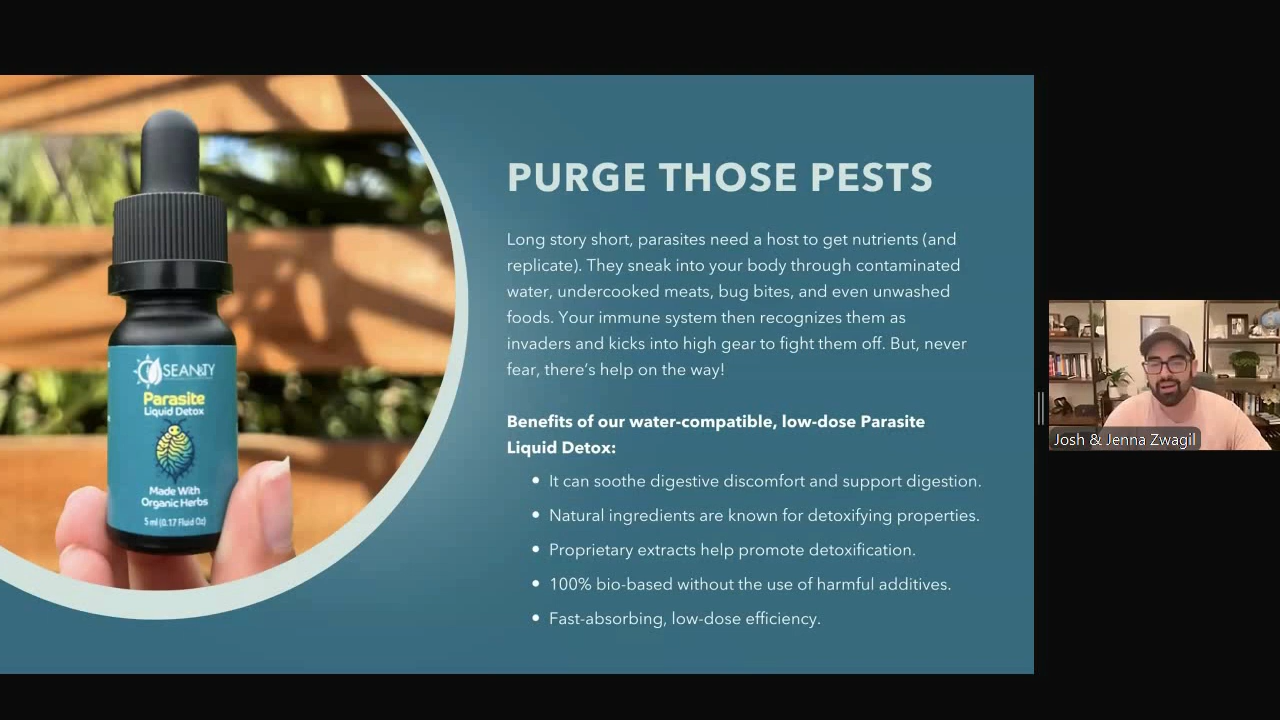 PURGE THOSE PESTS
Long story short, parasites need a host to get nutrients (and
replicate). They sneak into your body through contaminated
water, undercooked meats, bug bites, and even unwashed
foods. Your immune system then recognizes them as
invaders and kicks into high gear to fight them off. But, never
fear, there's help on the way!
Benefits of our water-compatible, low-dose Parasite
Liquid Detox:
• It can soothe digestive discomfort and support digestion.
• Natural ingredients are known for detoxifying properties.
• Proprietary extracts help promote detoxification.
• 100% bio-based without the use of harmful additives.
• Fast-absorbing, low-dose efficiency.
Parasite
Liquid Detox
Made With
Organic Herbs
5 ml (0.17 Fluid Oz)
Josh & Jenna Zwagil